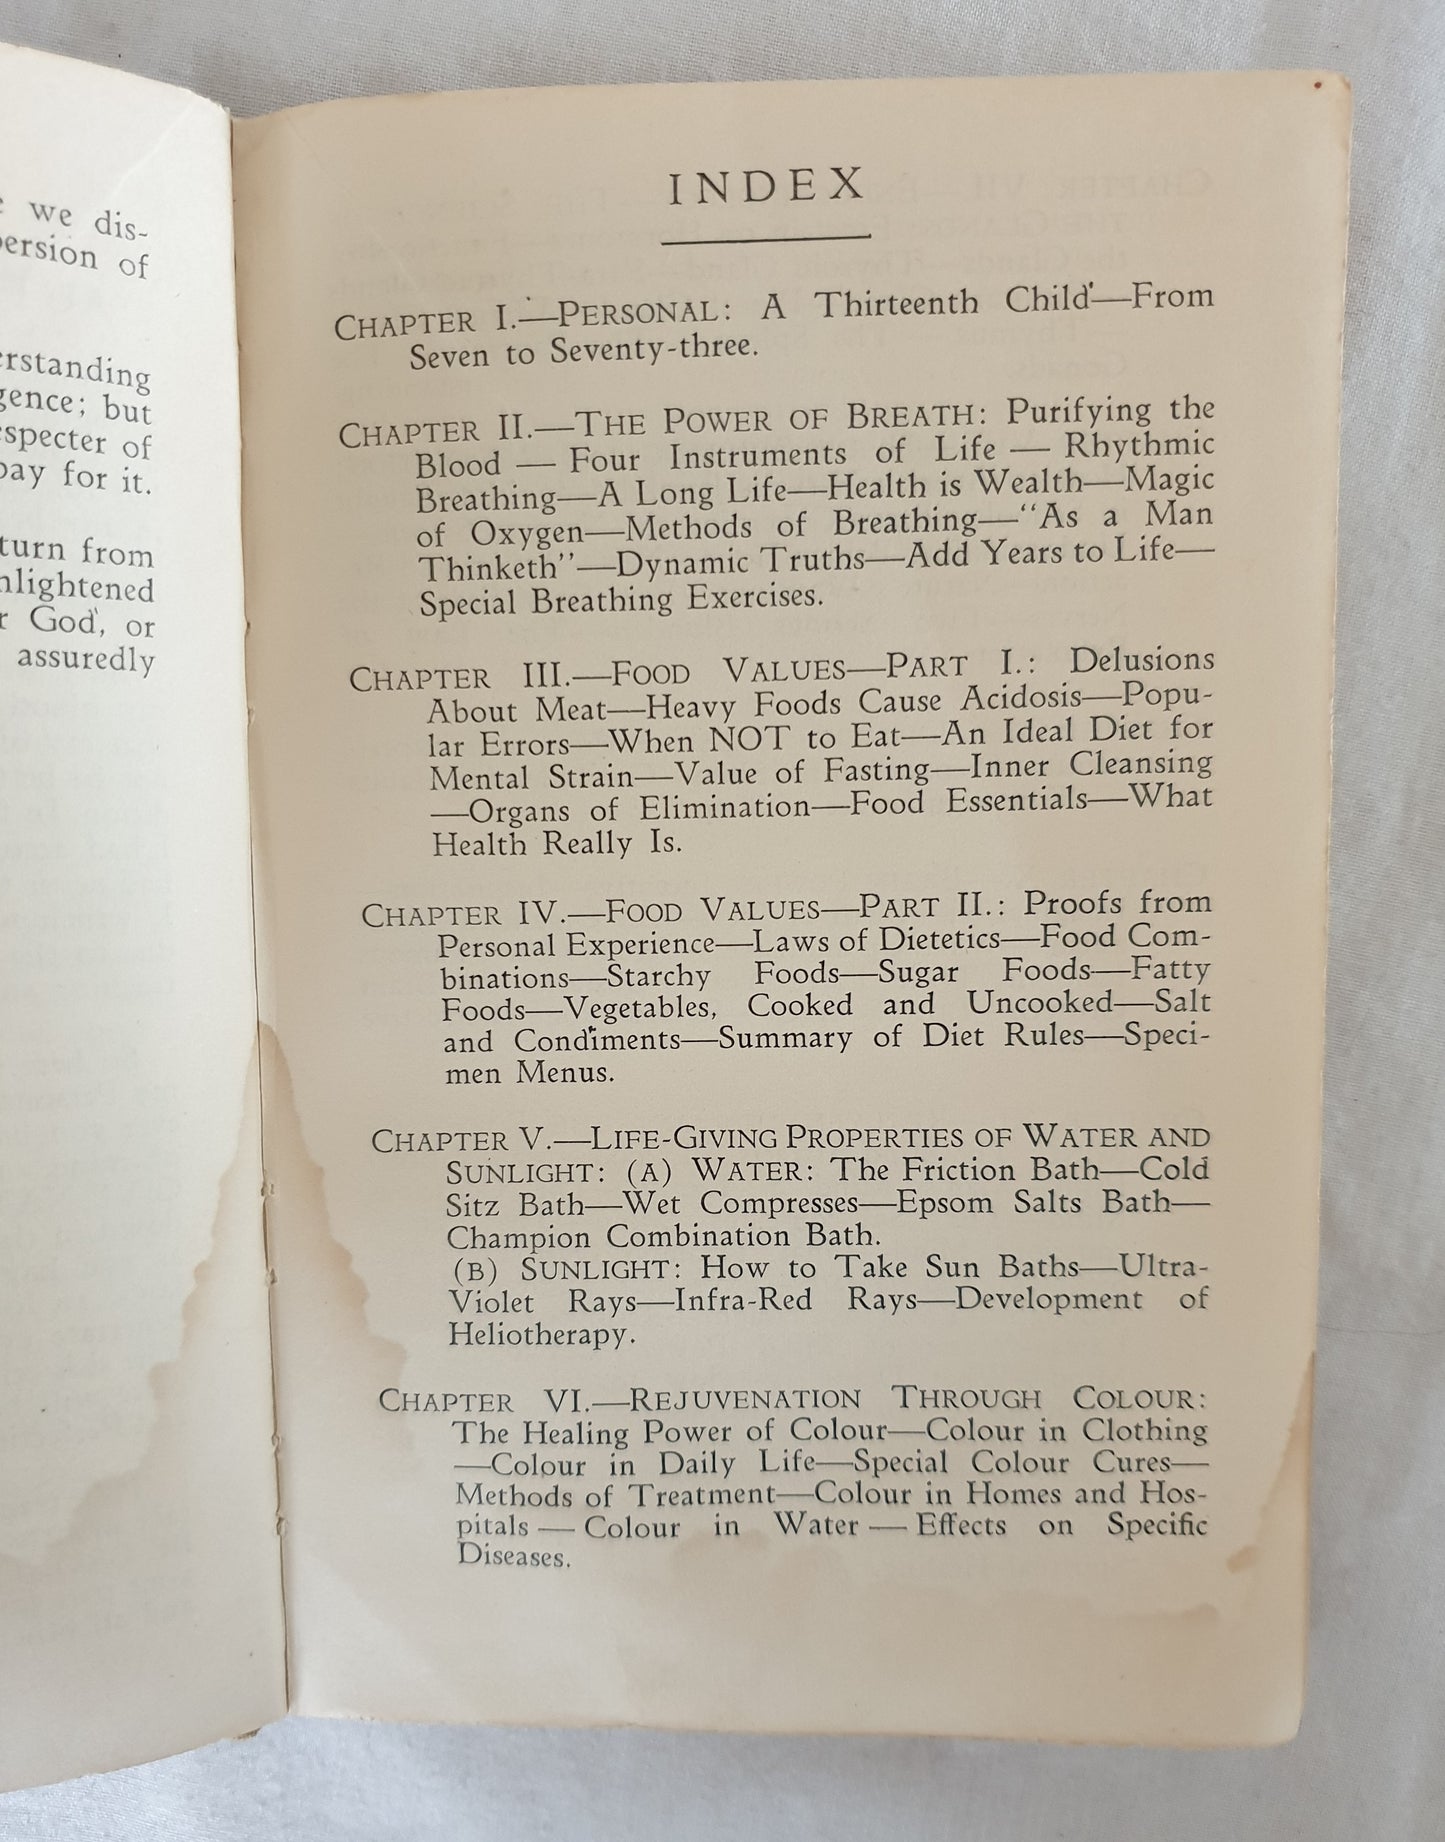 we dis-
ersion of
rstanding
gence; but
specter of
pay for it.
turn from
nlightened
God, or
assuredly
INDEX
CHAPTER I.—PERSONAL: A Thirteenth Child—From
Seven to Seventy-three.
CHAPTER II.—THE POWER OF BREATH: Purifying the
Blood — Four Instruments of Life — Rhythmic
Breathing—A Long Life—Health is Wealth—Magic
of Oxygen—Methods of Breathing—"As a Man
Thinketh"—Dynamic Truths—Add Years to Life—
Special Breathing Exercises.
CHAPTER III.—FOOD VALUES—PART I.: Delusions
About Meat—Heavy Foods Cause Acidosis—Popu-
lar Errors—When NOT to Eat—An Ideal Diet for
Mental Strain—Value of Fasting—Inner Cleansing
—Organs of Elimination—Food Essentials—What
Health Really Is.
CHAPTER IV.—FOOD VALUES—PART II.: Proofs from
Personal Experience—Laws of Dietetics—Food Com-
binations—Starchy Foods—Sugar Foods—Fatty
Foods—Vegetables, Cooked and Uncooked—Salt
and Condiments—Summary of Diet Rules—Speci-
men Menus.
CHAPTER V.—LIFE-GIVING PROPERTIES OF WATER AND
SUNLIGHT: (A) WATER: The Friction Bath—Cold
Sitz Bath—Wet Compresses—Epsom Salts Bath—
Champion Combination Bath.
(B) SUNLIGHT: How to Take Sun Baths—Ultra-
Violet Rays—Infra-Red Rays—Development of
Heliotherapy.
CHAPTER VI.—REJUVENATION THROUGH COLOUR:
The Healing Power of Colour—Colour in Clothing
—Colour in Daily Life—Special Colour Cures—
Methods of Treatment—Colour in Homes and Hos-
pitals — Colour in Water — Effects on Specific
Diseases.